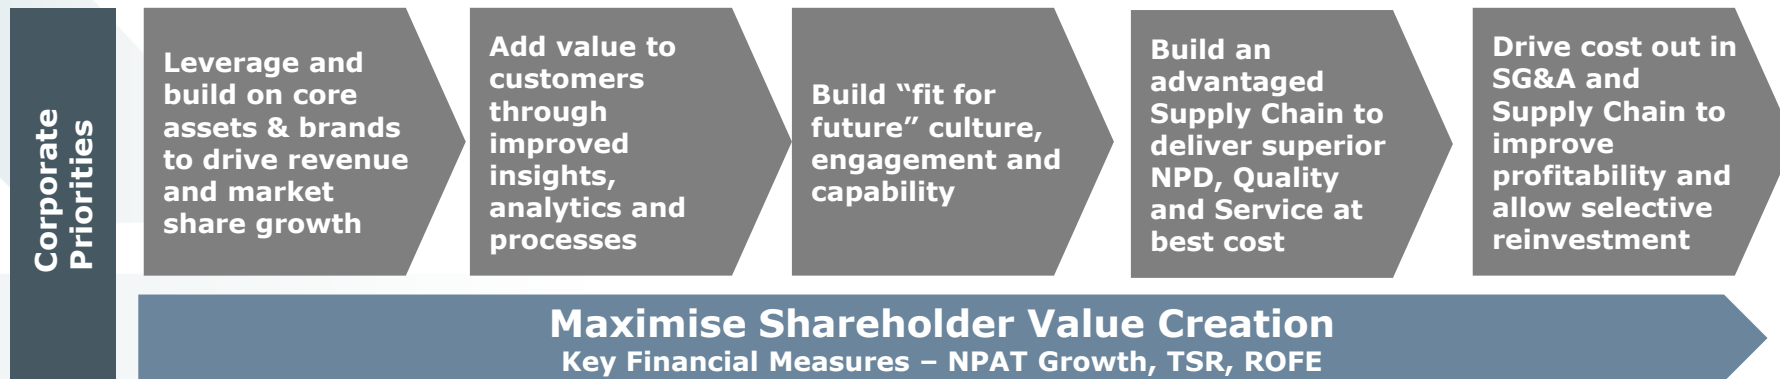 Corporate
Priorities
Leverage and
build on core
assets & brands
to drive revenue
and market
share growth
Add value to
customers
through
improved
insights,
analytics and
processes
Build “fit for
future” culture,
engagement and
capability
Build an
advantaged
Supply Chain to
deliver superior
NPD, Quality
and Service at
best cost
Drive cost out in
SG&A and
Supply Chain to
improve
profitability and
allow selective
reinvestment
Maximise Shareholder Value Creation
Key Financial Measures – NPAT Growth, TSR, ROFE